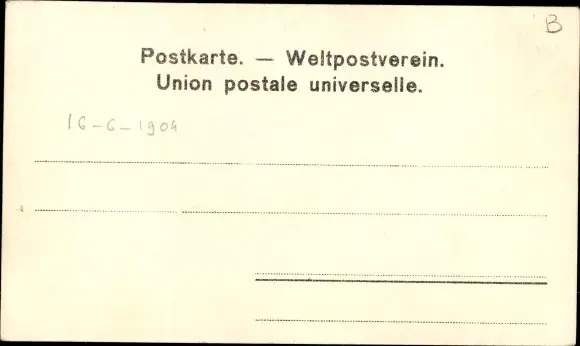 B
Postkarte. — Weltpostverein.
Union postale universelle.
16-6-1904